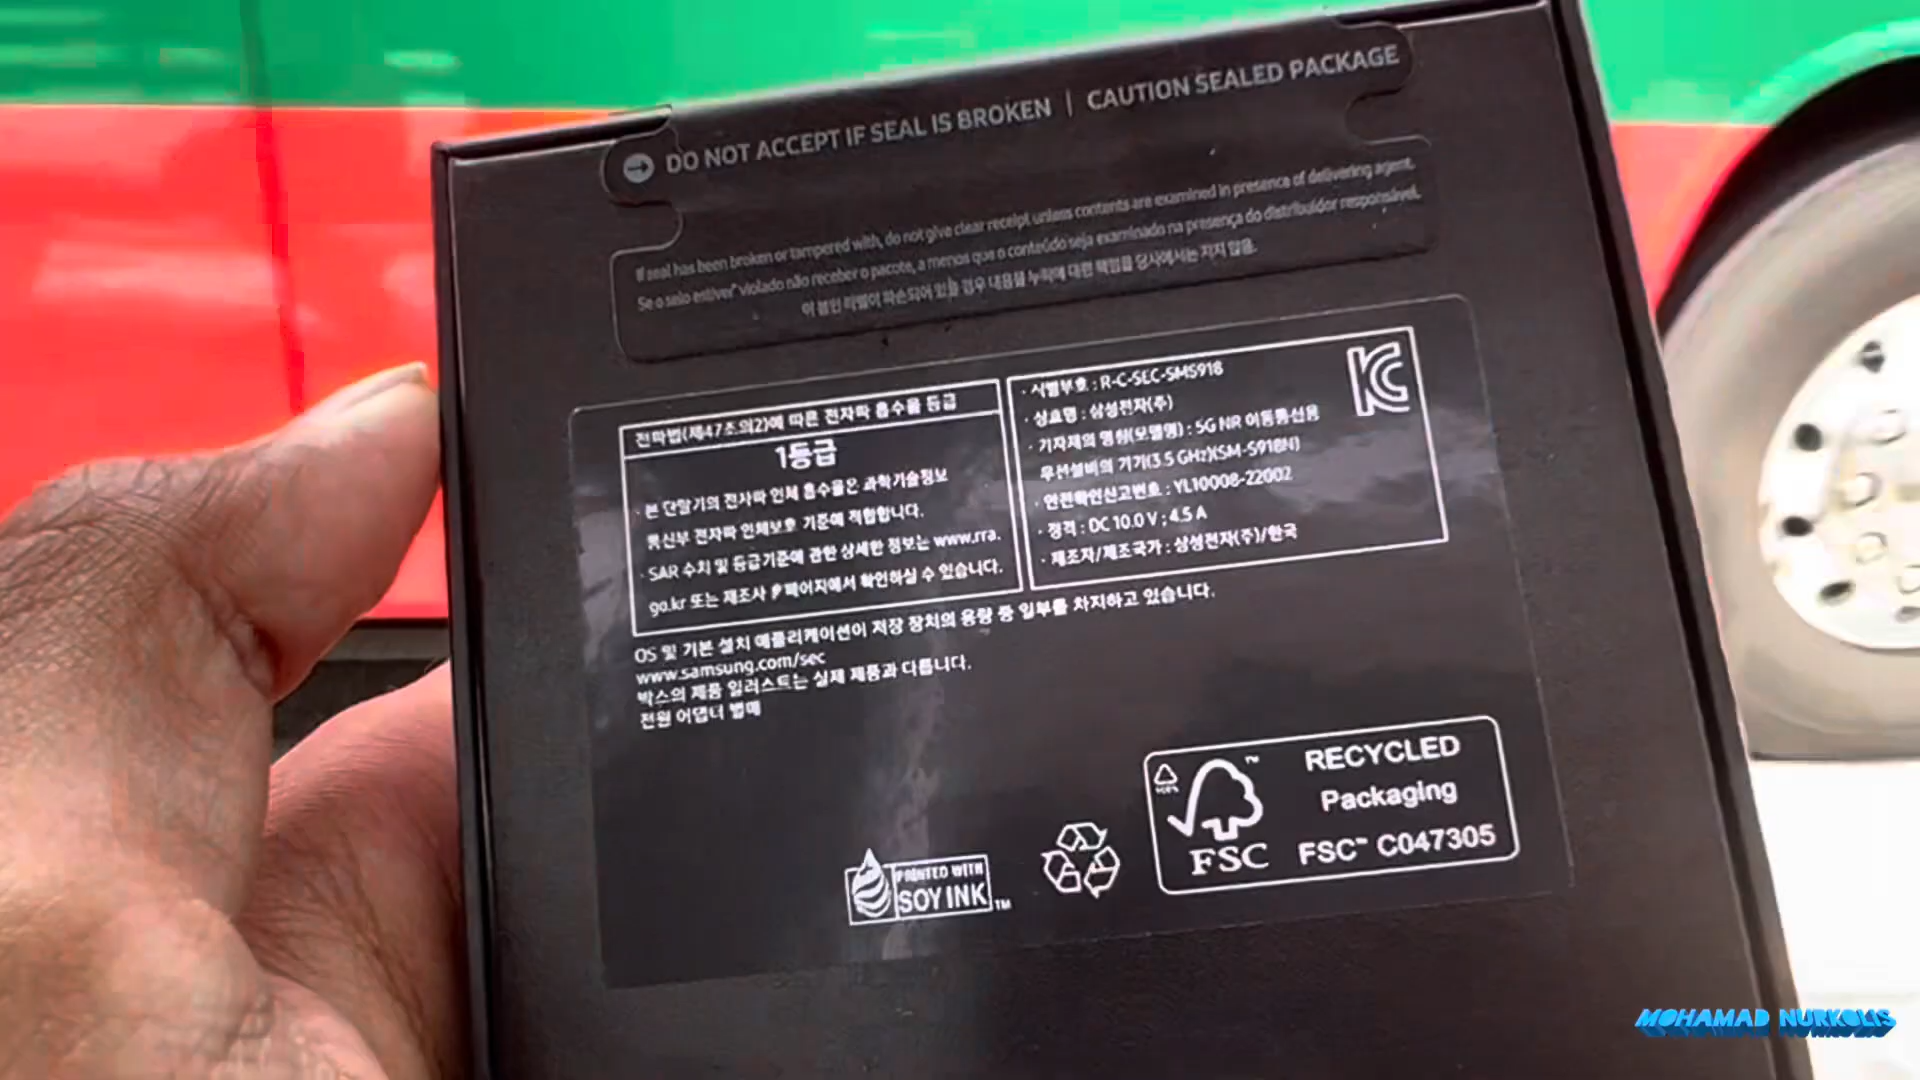 DO NOT ACCEPT IF SEAL IS BROKEN | CAUTION SEALED PACKAGE
If seal has been broken or tampered with, do not give clear receipt unless contents are examined in presence of delivering agent.
Se o selo estiver violado não receber o pacote, a menos que o conteúdo seja examinado na presença do distribuidor responsável.
이 봉인 라벨이 파손되어 있을 경우 내용물 누락에 대한 책임을 당사에서는 지지 않음.
전파법(제47조의2)에 따른 전자파 흡수율 등급
1등급
· 본 단말기의 전자파 인체 흡수율은 과학기술정보
통신부 전자파 인체보호 기준에 적합합니다.
· SAR 수치 및 등급기준에 관한 상세한 정보는 www.rra.
go.kr 또는 제조사 홈페이지에서 확인하실 수 있습니다.
· 식별부호 : R-C-SEC-SMS918
· 상호명 : 삼성전자(주)
· 기자재의 명칭(모델명) : 5G NR 이동통신용
무선설비의 기기(3.5 GHz)(SM-S918N)
· 안전확인신고번호 : YL10008-22002
· 정격 : DC 10.0 V ; 4.5 A
· 제조자/제조국가 : 삼성전자(주)/한국
OS 및 기본 설치 애플리케이션이 저장 장치의 용량 중 일부를 차지하고 있습니다.
www.samsung.com/sec
박스의 제품 일러스트는 실제 제품과 다릅니다.
전원 어댑터 별매
PRINTED WITH
SOY INK™
FSC™
RECYCLED
Packaging
FSC™ C047305
MOHAMAD NURKOLIS